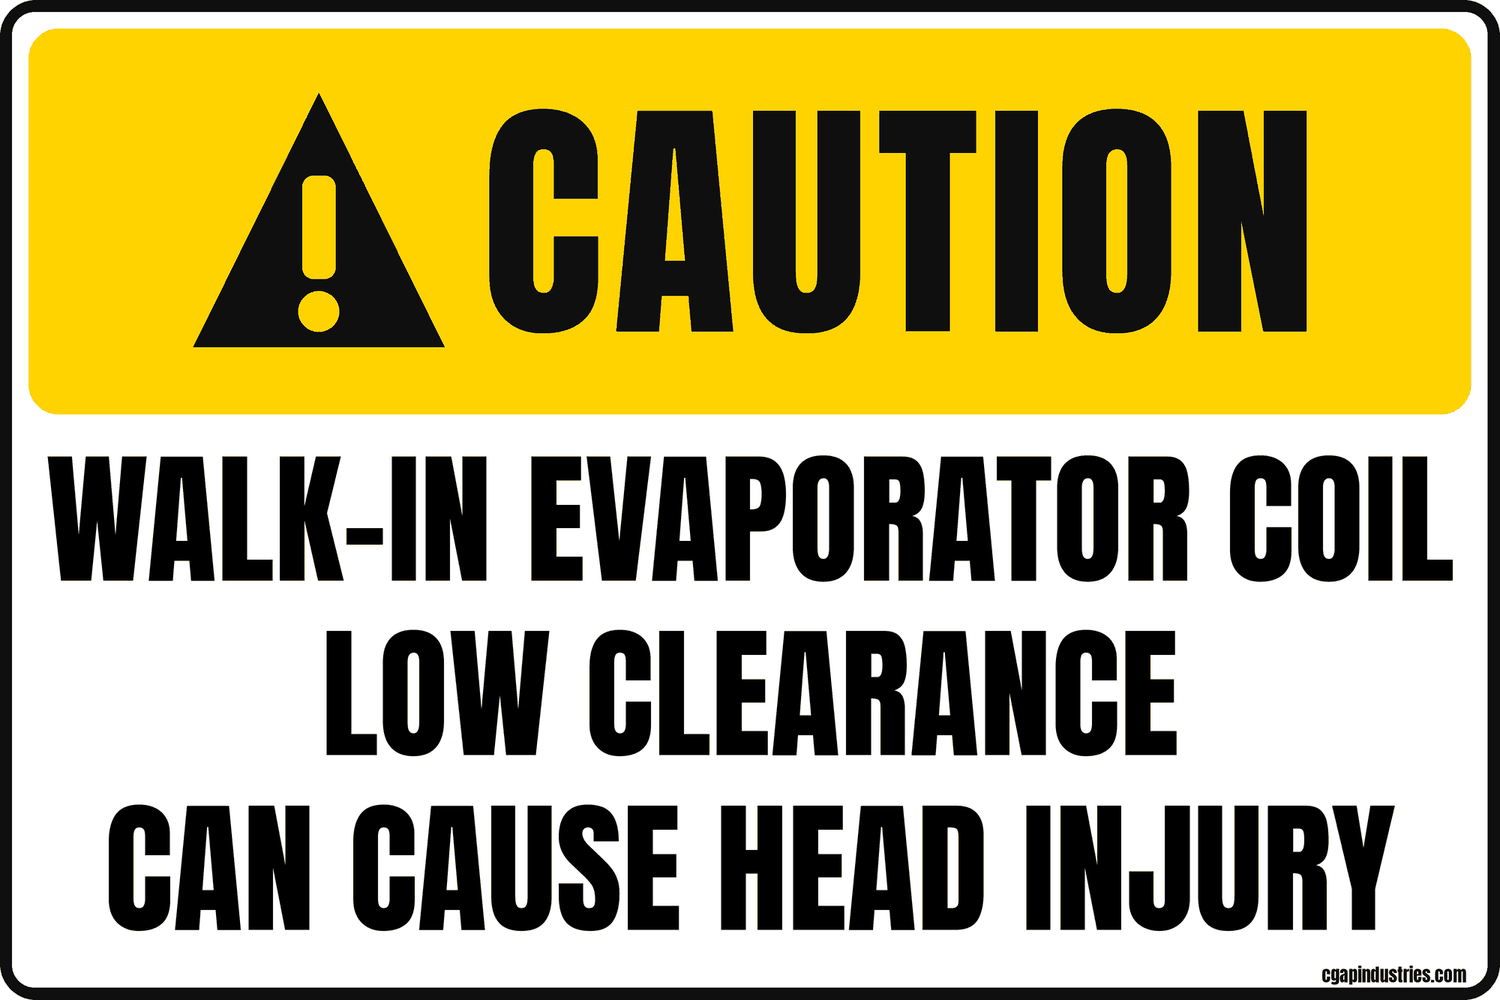 CAUTION
WALK-IN EVAPORATOR COIL
LOW CLEARANCE
CAN CAUSE HEAD INJURY
cgapindustries.com